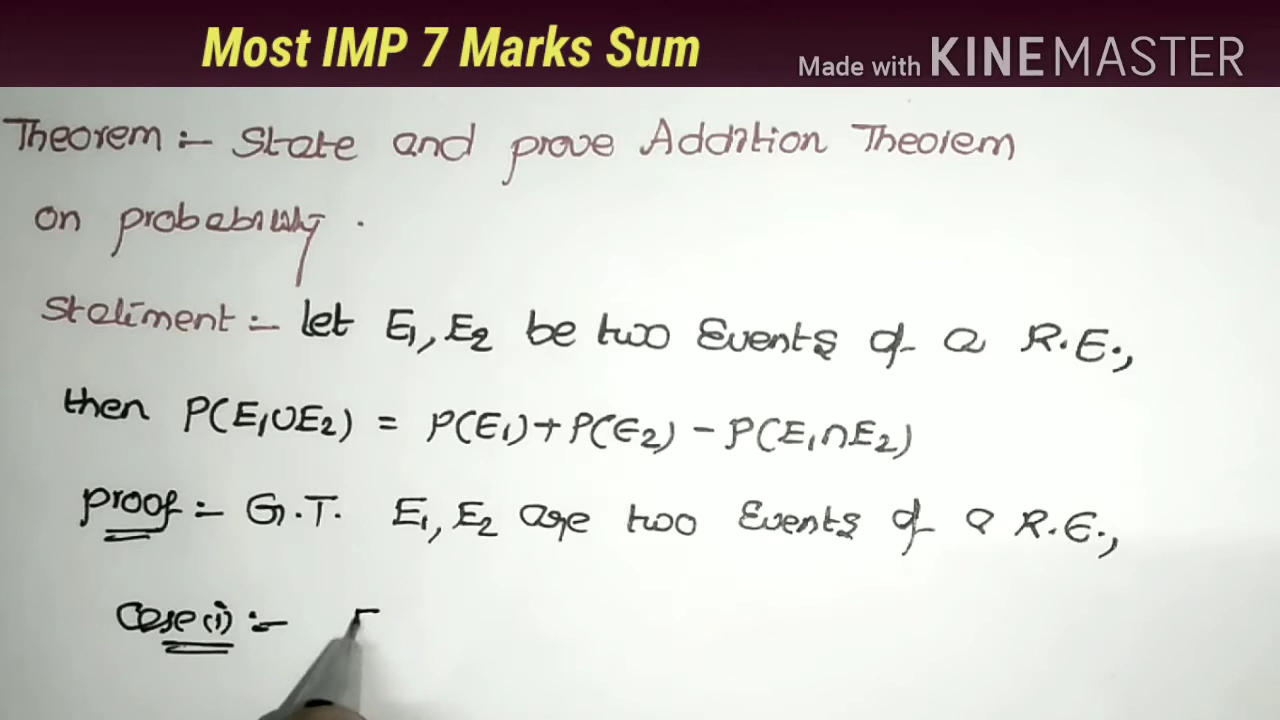 Most IMP 7 Marks Sum
Made with KINEMASTER
Theorem :- State and prove Addition Theorem
on probability.
Statiment :- let E1, E2 be two Events of a R.E.,
then P(E1∪E2) = P(E1)+P(E2) - P(E1∩E2)
proof :- G.T. E1, E2 are two Events of a R.E.,
Case(i) :-